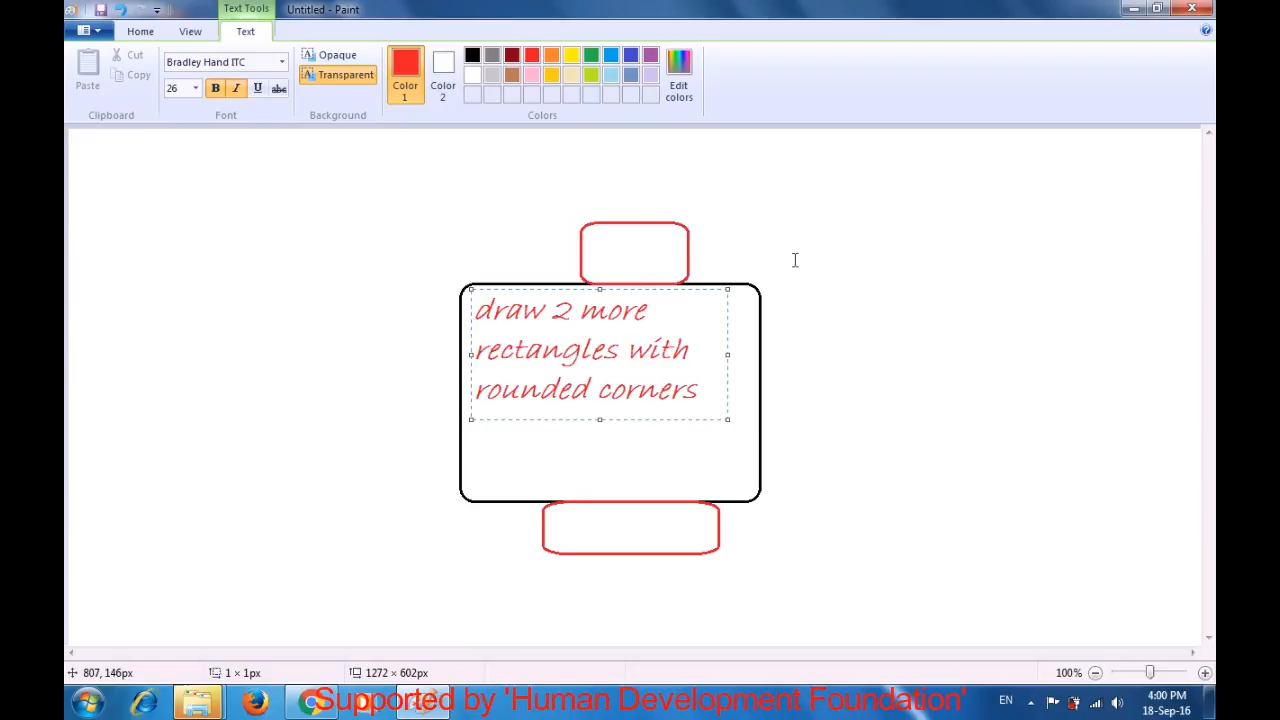 Text Tools
Untitled - Paint
Home
View
Text
Paste
Cut
Copy
Clipboard
Bradley Hand ITC
26
B I U abc
Font
Opaque
Transparent
Background
Color 1
Color 2
Edit colors
Colors
draw 2 more
rectangles with
rounded corners
807, 146px
1 × 1px
1272 × 602px
100%
Supported by 'Human Development Foundation'
EN
4:00 PM
18-Sep-16